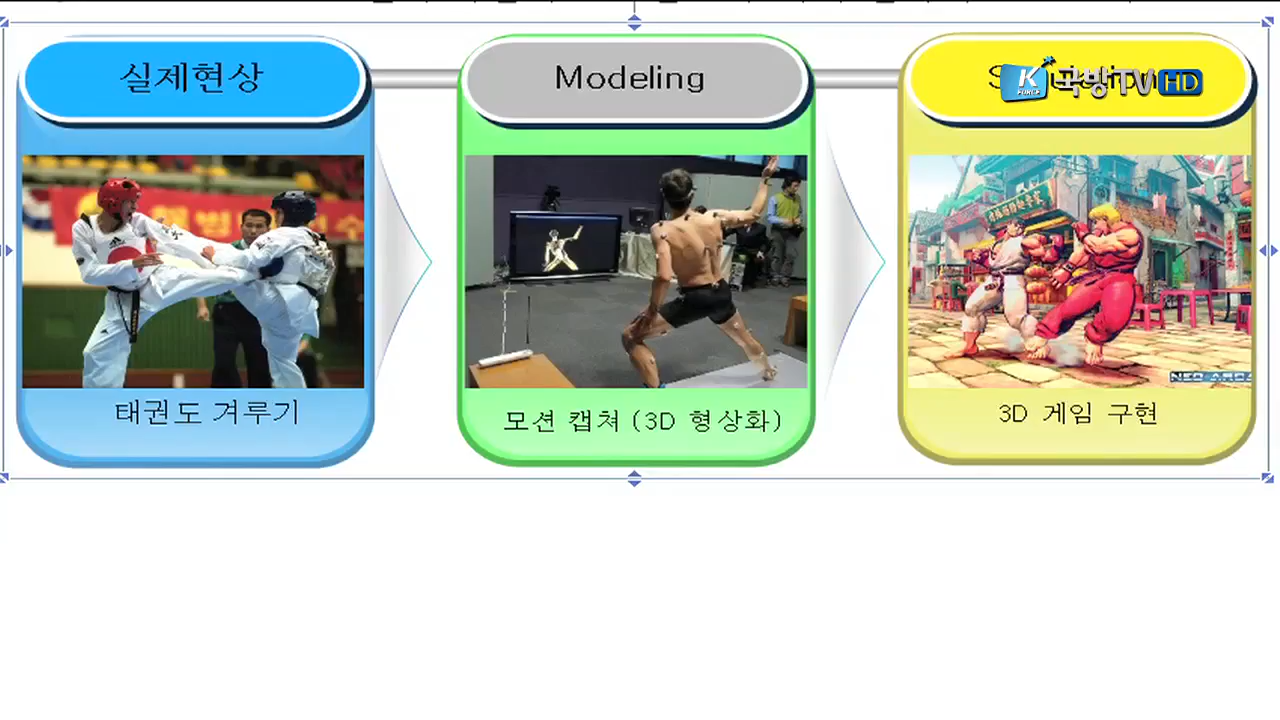 실제현상
Modeling
K
FORCE
국방TV HD
태권도 겨루기
모션 캡쳐 (3D 형상화)
3D 게임 구현